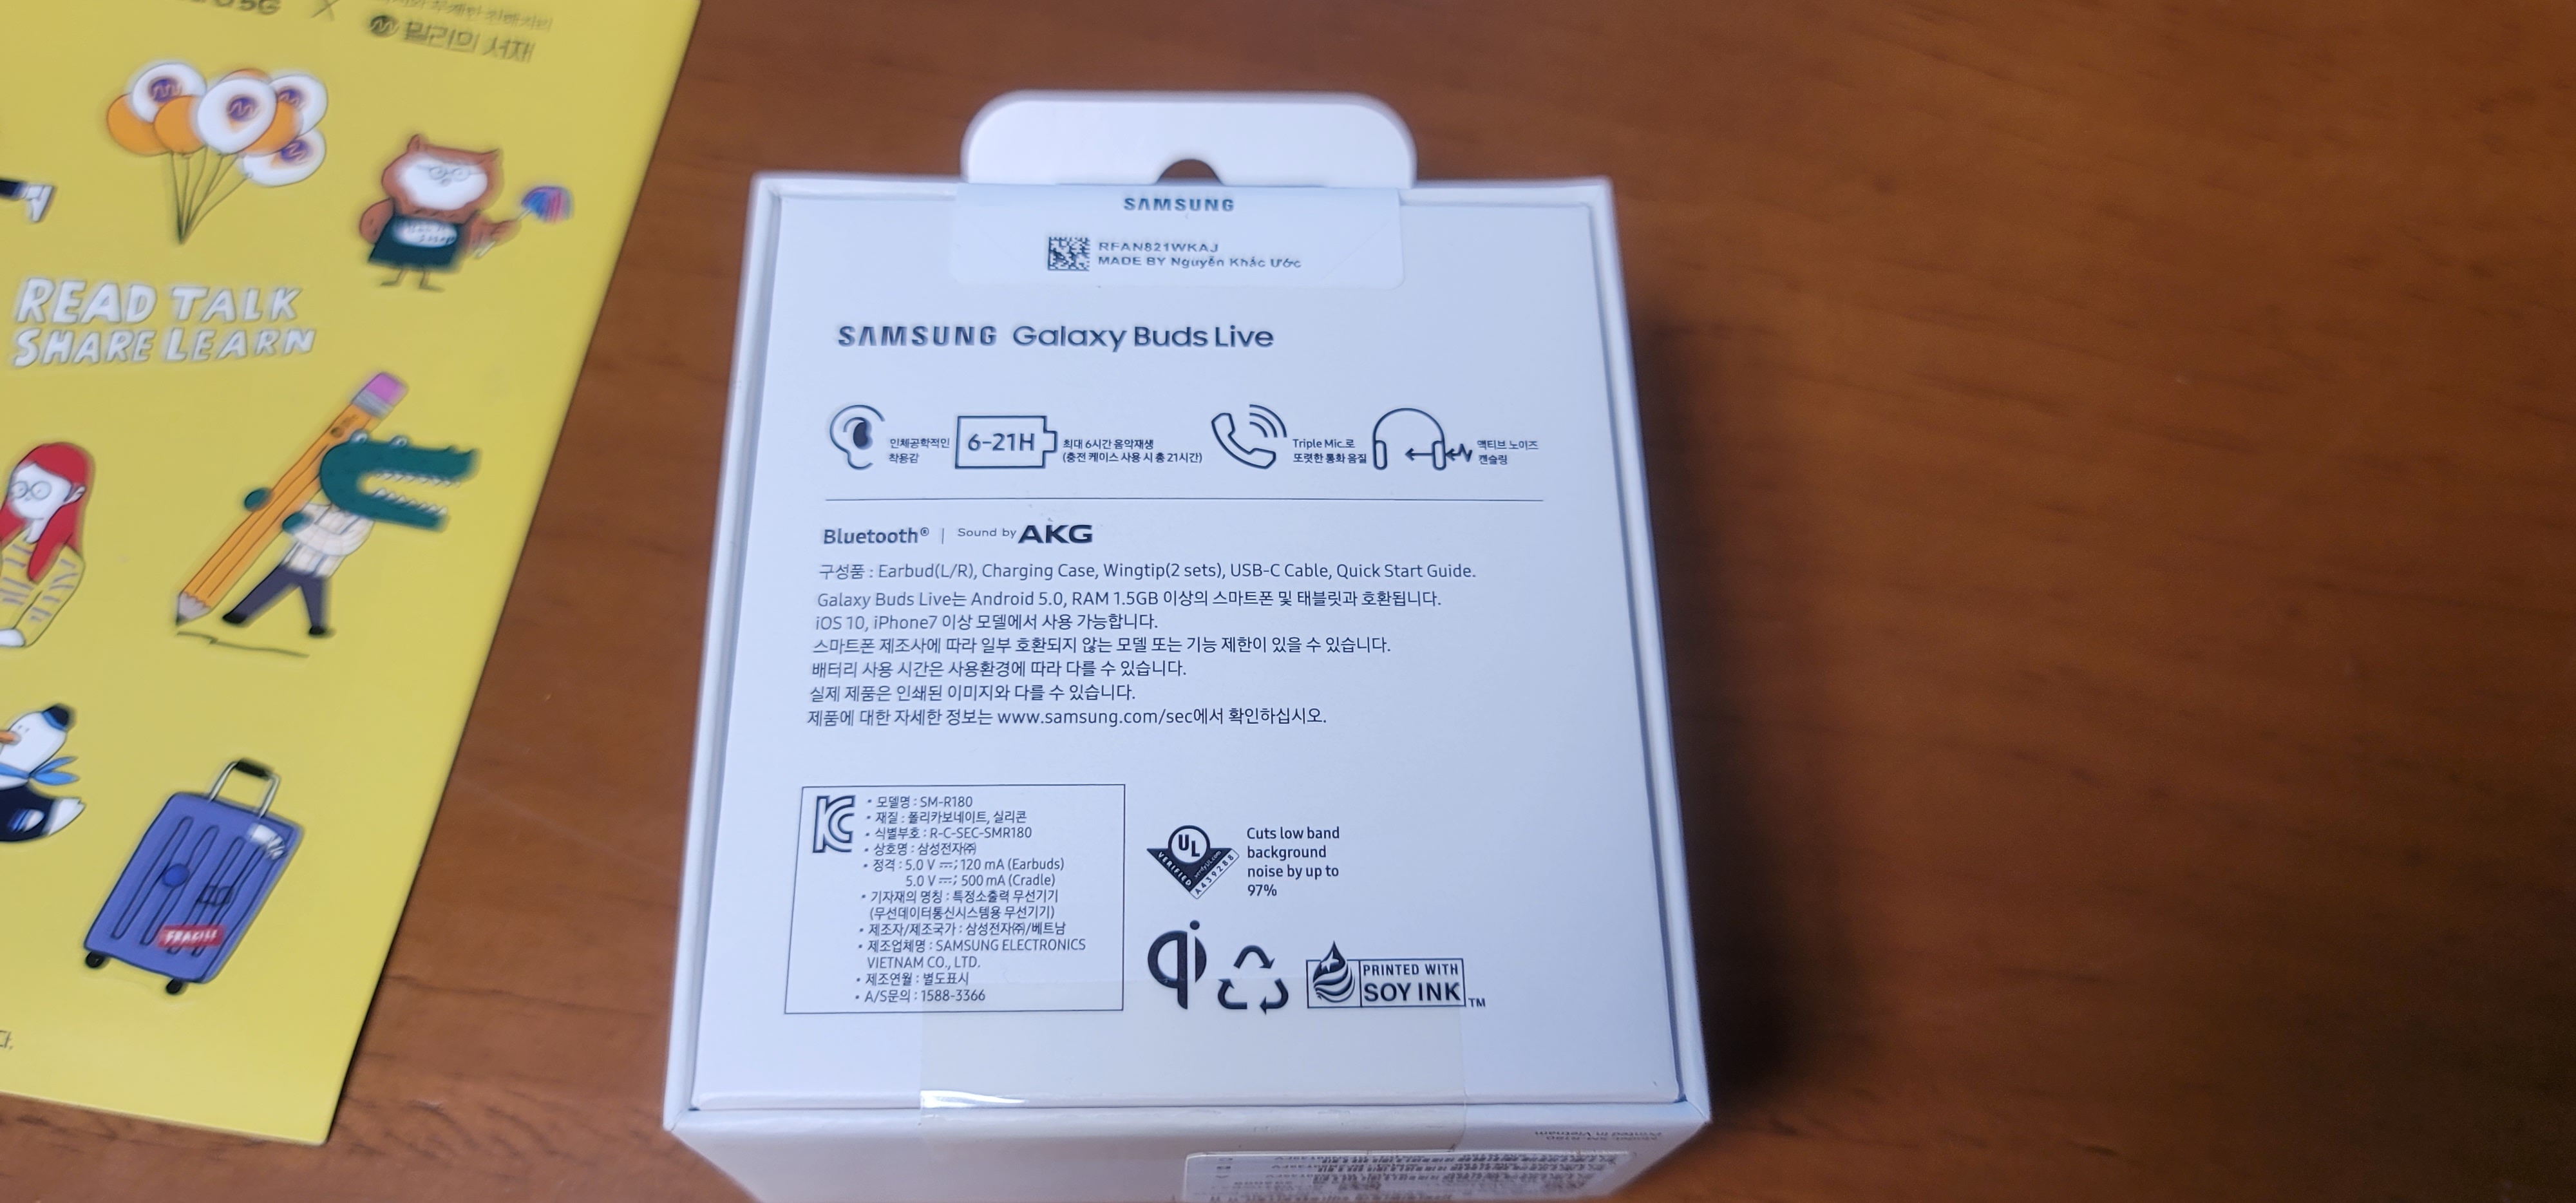 밀리의 서재
READ TALK
SHARE LEARN
FRAGILE
SAMSUNG
RFAN821WKAJ
MADE BY Nguyễn Khắc Ước
SAMSUNG Galaxy Buds Live
인체공학적인
착용감
6-21H
최대 6시간 음악재생
(충전 케이스 사용 시 총 21시간)
Triple Mic.로
또렷한 통화 음질
액티브 노이즈
캔슬링
Bluetooth® | Sound by AKG
구성품 : Earbud(L/R), Charging Case, Wingtip(2 sets), USB-C Cable, Quick Start Guide.
Galaxy Buds Live는 Android 5.0, RAM 1.5GB 이상의 스마트폰 및 태블릿과 호환됩니다.
iOS 10, iPhone7 이상 모델에서 사용 가능합니다.
스마트폰 제조사에 따라 일부 호환되지 않는 모델 또는 기능 제한이 있을 수 있습니다.
배터리 사용 시간은 사용환경에 따라 다를 수 있습니다.
실제 제품은 인쇄된 이미지와 다를 수 있습니다.
제품에 대한 자세한 정보는 www.samsung.com/sec에서 확인하십시오.
• 모델명 : SM-R180
• 재질 : 폴리카보네이트, 실리콘
• 식별부호 : R-C-SEC-SMR180
• 상호명 : 삼성전자㈜
• 정격 : 5.0 V ⎓; 120 mA (Earbuds)
5.0 V ⎓; 500 mA (Cradle)
• 기자재의 명칭 : 특정소출력 무선기기
(무선데이터통신시스템용 무선기기)
• 제조자/제조국가 : 삼성전자㈜/베트남
• 제조업체명 : SAMSUNG ELECTRONICS
VIETNAM CO., LTD.
• 제조연월 : 별도표시
• A/S문의 : 1588-3366
UL
VERIFIED
A439288
Cuts low band
background
noise by up to
97%
qi
PRINTED WITH
SOY INK TM